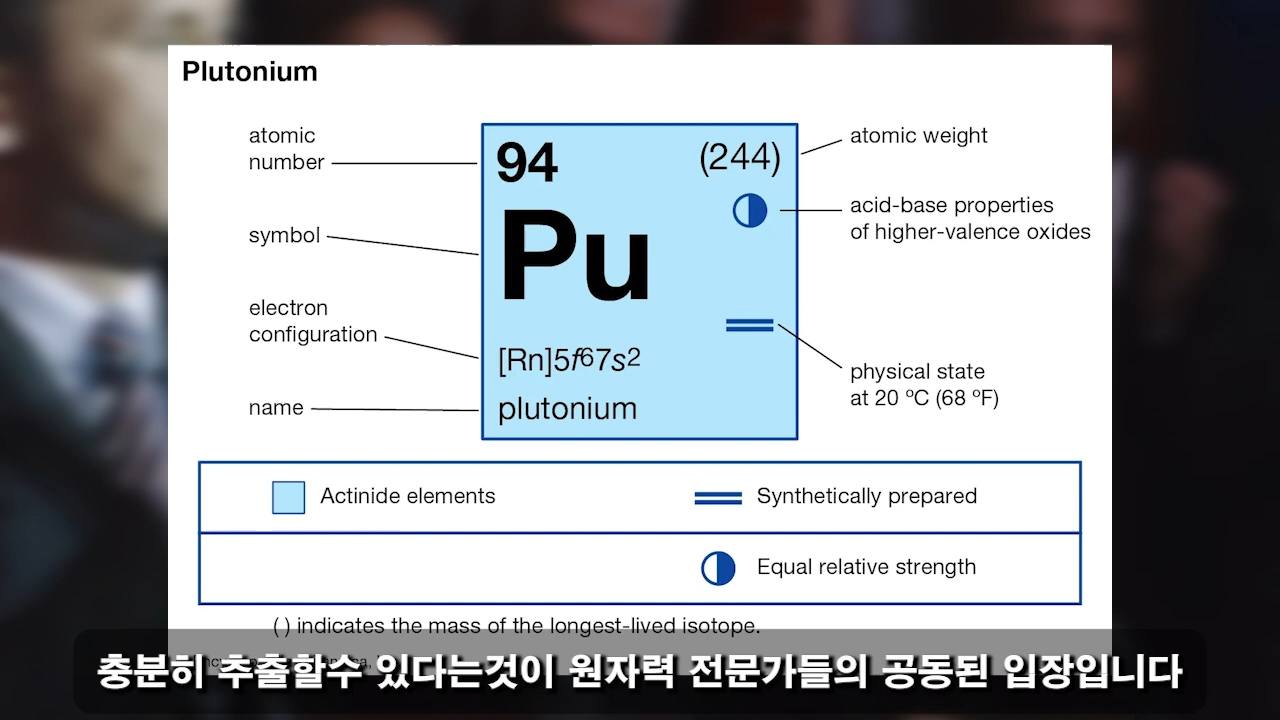 Plutonium
atomic
number
94
(244)
atomic weight
symbol
Pu
acid-base properties
of higher-valence oxides
electron
configuration
[Rn]5f⁶7s²
physical state
at 20 ºC (68 ºF)
name
plutonium
Actinide elements
Synthetically prepared
Equal relative strength
( ) indicates the mass of the longest-lived isotope.
충분히 추출할수 있다는것이 원자력 전문가들의 공동된 입장입니다